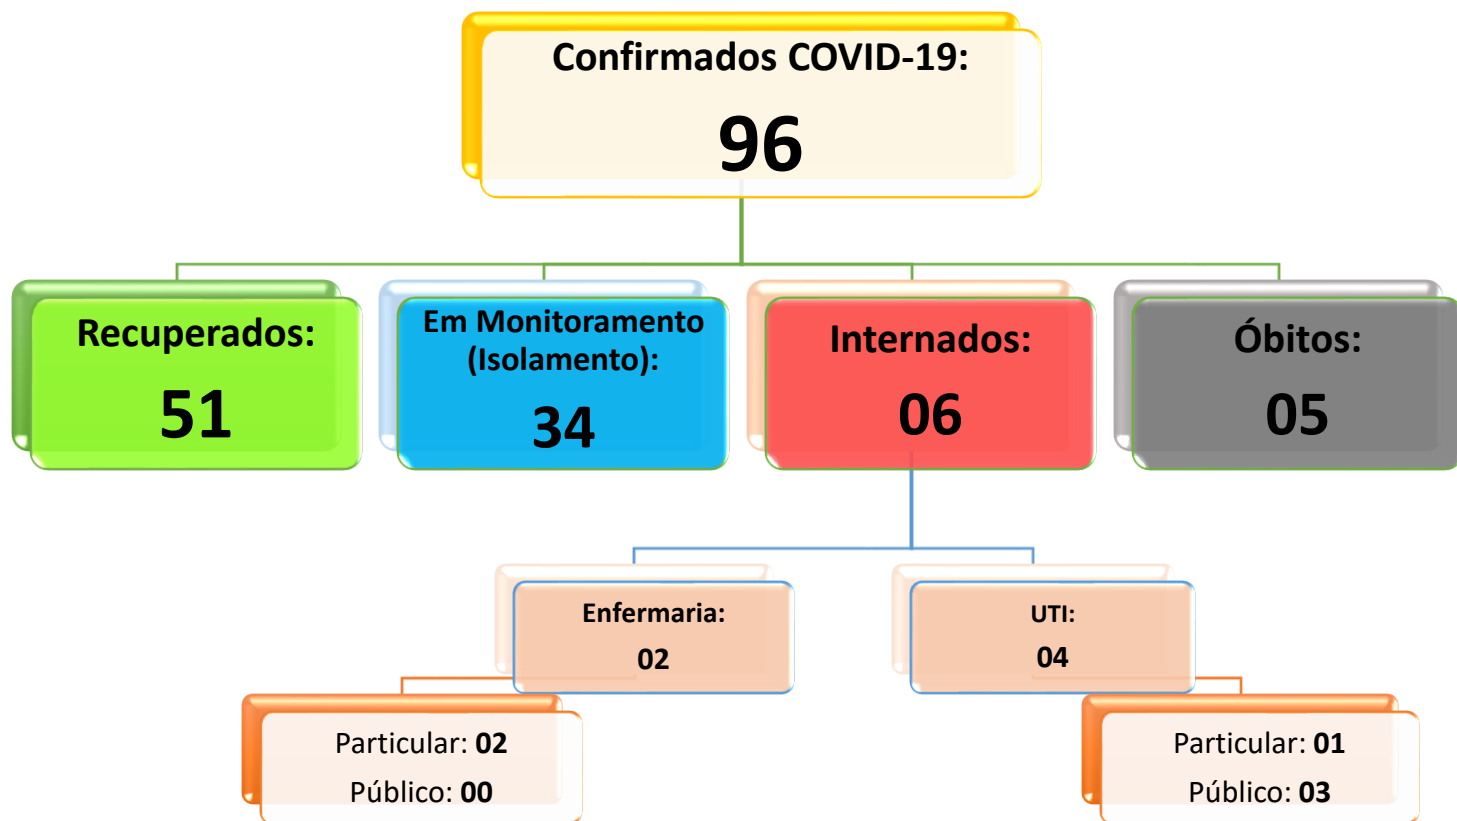 Confirmados COVID-19:
96
Recuperados:
51
Em Monitoramento
(Isolamento):
34
Internados:
06
Óbitos:
05
Enfermaria:
02
UTI:
04
Particular: 02
Público: 00
Particular: 01
Público: 03